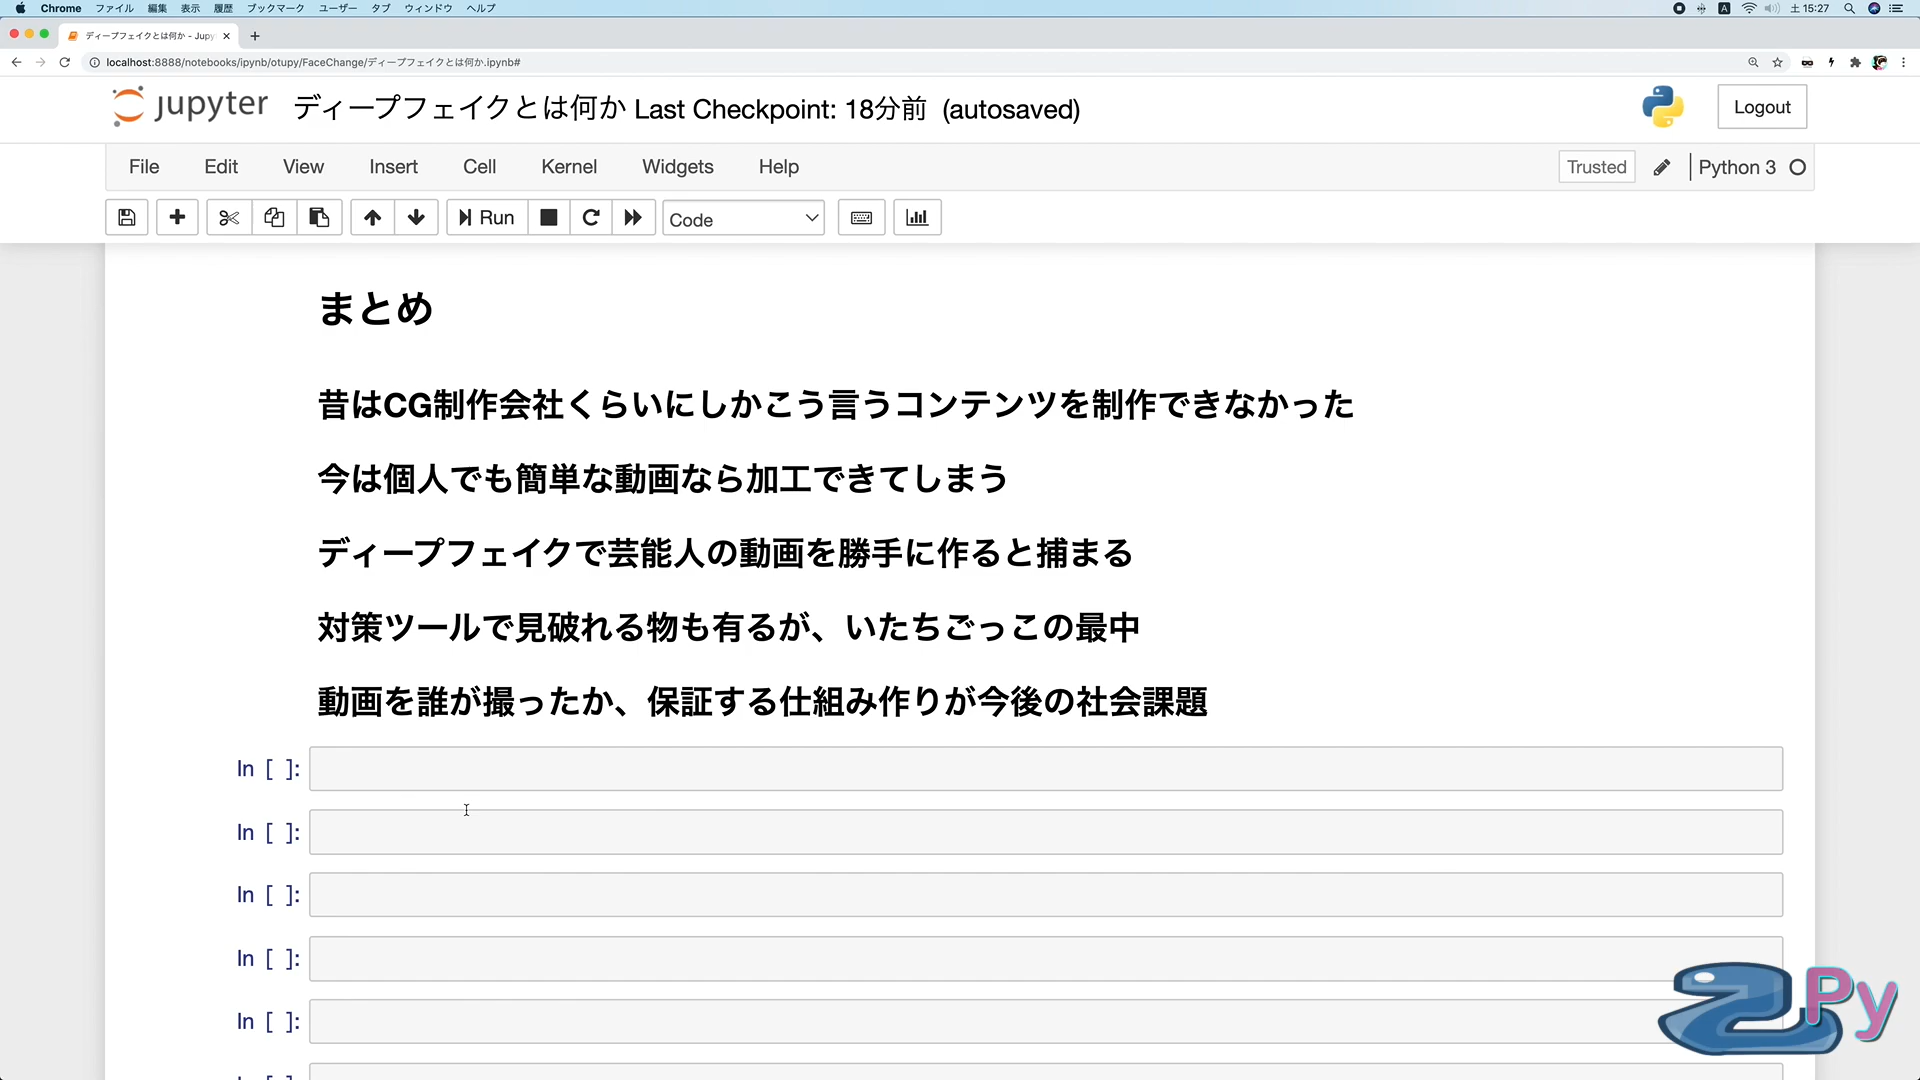 Chrome ファイル 編集 表示 履歴 ブックマーク ユーザー タブ ウィンドウ ヘルプ
A 土 15:27
ディープフェイクとは何か - Jupy
localhost:8888/notebooks/ipynb/otupy/FaceChange/ディープフェイクとは何か.ipynb#
jupyter ディープフェイクとは何か Last Checkpoint: 18分前 (autosaved)
Logout
File Edit View Insert Cell Kernel Widgets Help
Trusted Python 3
Run Code
まとめ
昔はCG制作会社くらいにしかこう言うコンテンツを制作できなかった
今は個人でも簡単な動画なら加工できてしまう
ディープフェイクで芸能人の動画を勝手に作ると捕まる
対策ツールで見破れる物も有るが、いたちごっこの最中
動画を誰が撮ったか、保証する仕組み作りが今後の社会課題
In [ ]:
In [ ]:
In [ ]:
In [ ]:
In [ ]:
Py